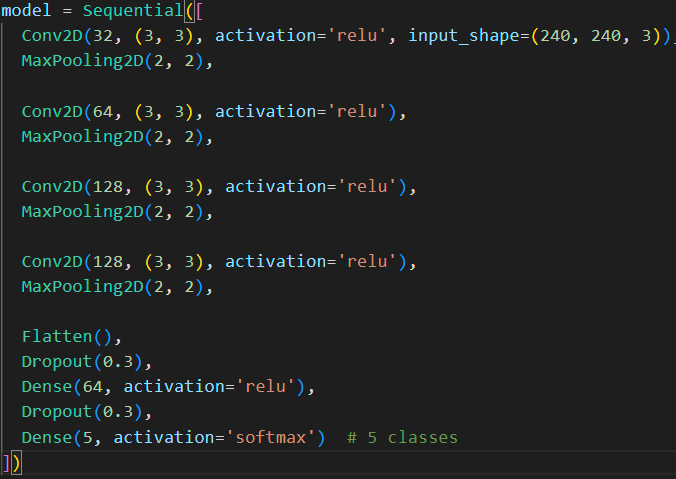 model = Sequential([
Conv2D(32, (3, 3), activation='relu', input_shape=(240, 240, 3)),
MaxPooling2D(2, 2),
Conv2D(64, (3, 3), activation='relu'),
MaxPooling2D(2, 2),
Conv2D(128, (3, 3), activation='relu'),
MaxPooling2D(2, 2),
Conv2D(128, (3, 3), activation='relu'),
MaxPooling2D(2, 2),
Flatten(),
Dropout(0.3),
Dense(64, activation='relu'),
Dropout(0.3),
Dense(5, activation='softmax')  # 5 classes
])